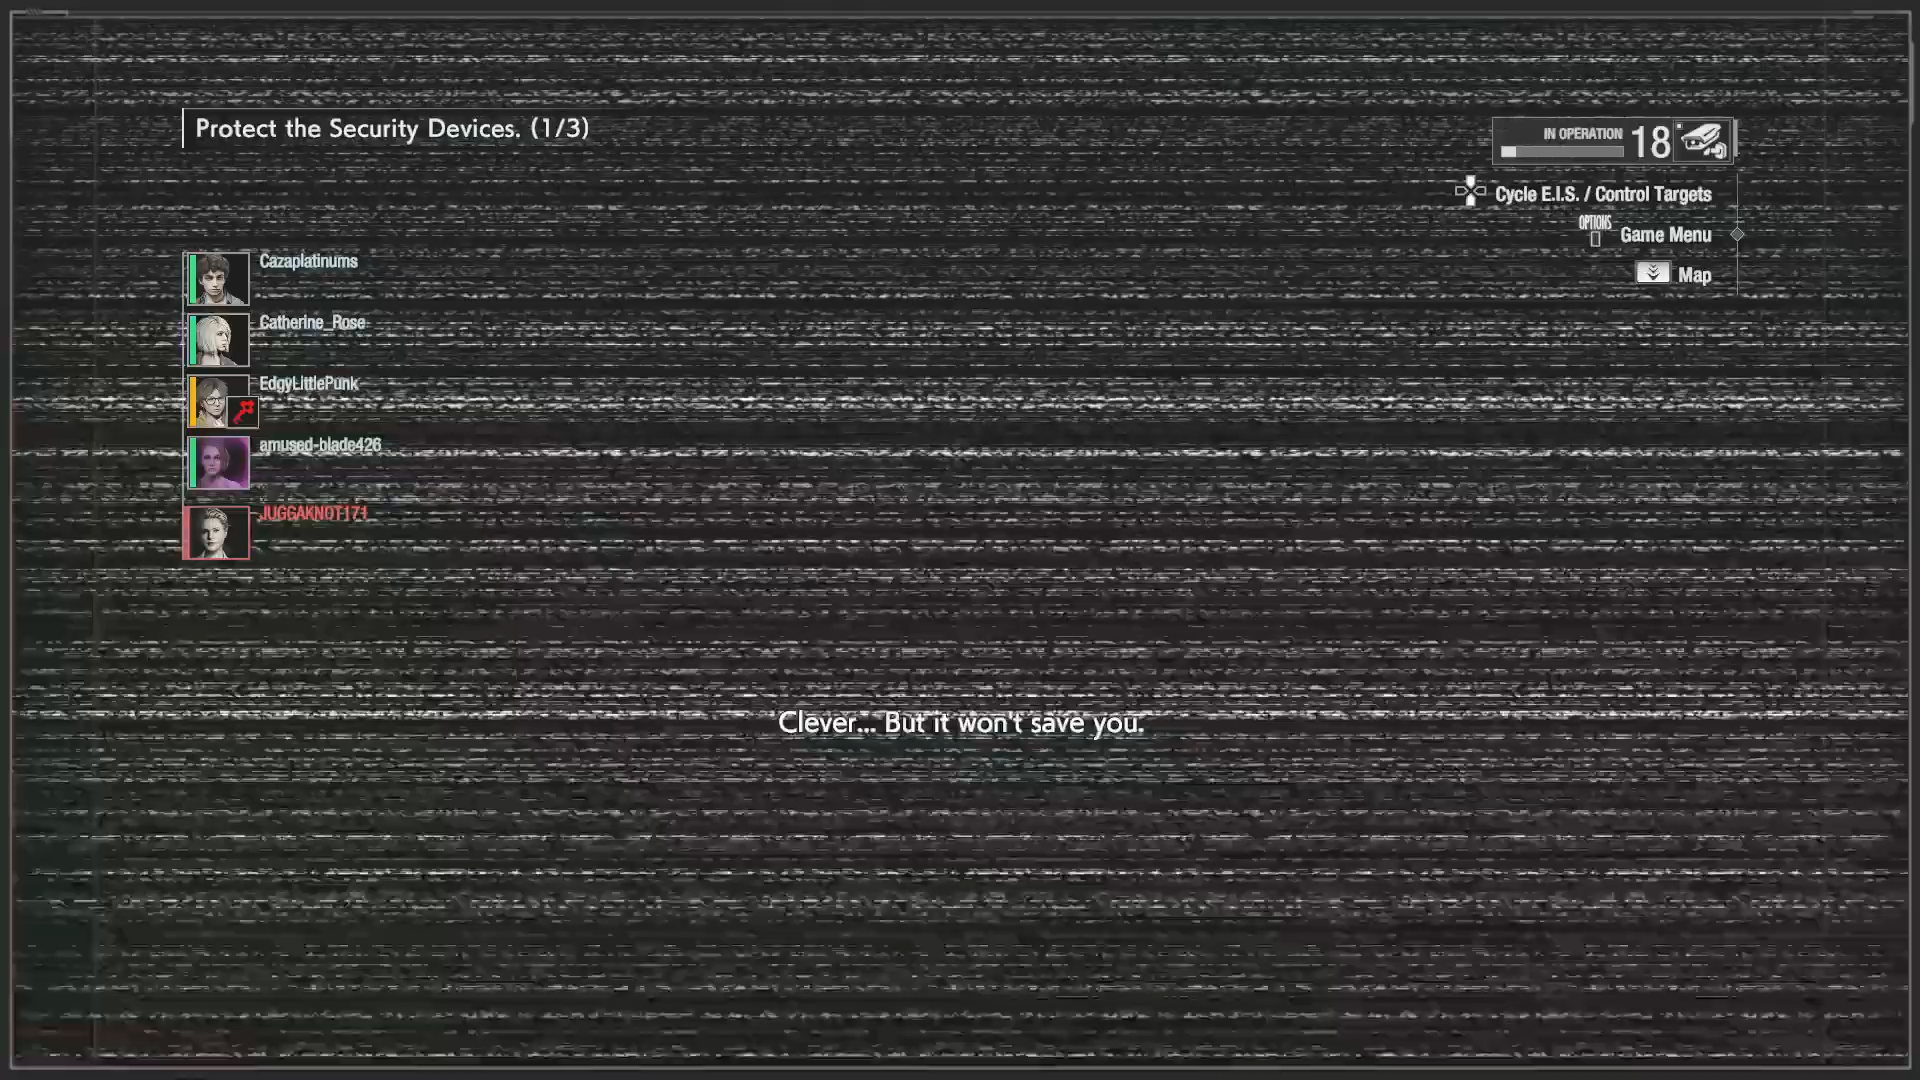 Protect the Security Devices. (1/3)
IN OPERATION 18
Cycle E.I.S. / Control Targets
OPTIONS
Game Menu
Map
Cazaplatinums
Catherine_Rose
EdgyLittlePunk
amused-blade426
JUGGAKNOT171
Clever... But it won't save you.